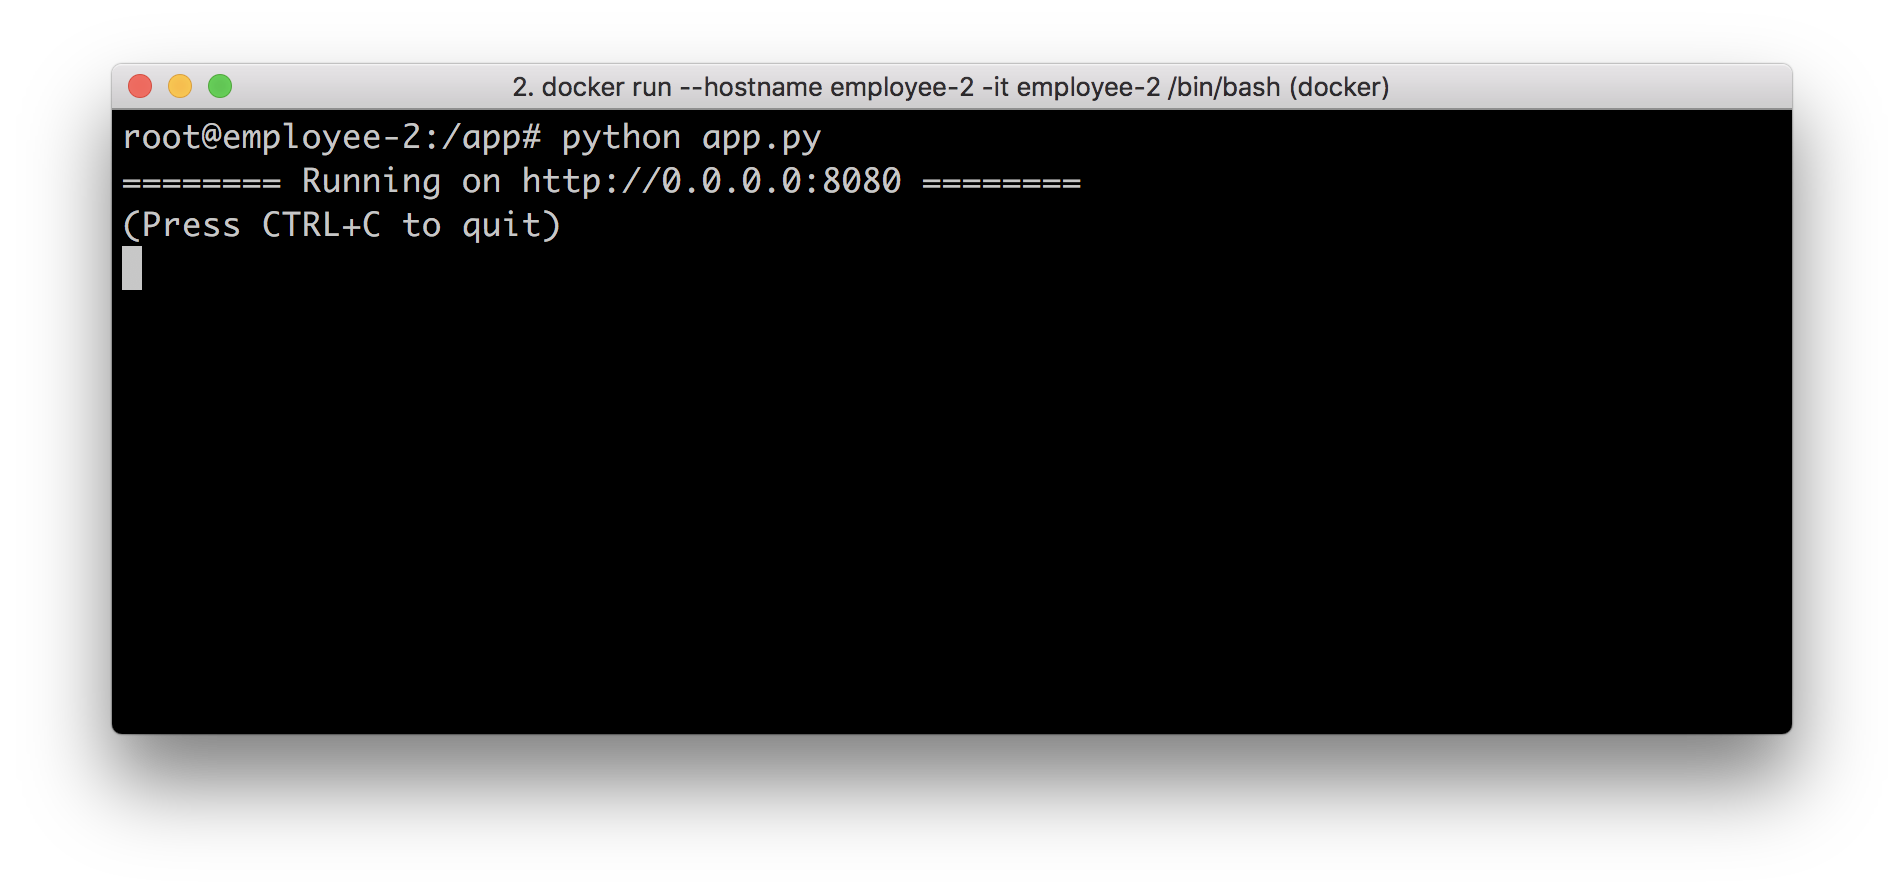 2. docker run --hostname employee-2 -it employee-2 /bin/bash (docker)
root@employee-2:/app# python app.py
======== Running on http://0.0.0.0:8080 ========
(Press CTRL+C to quit)